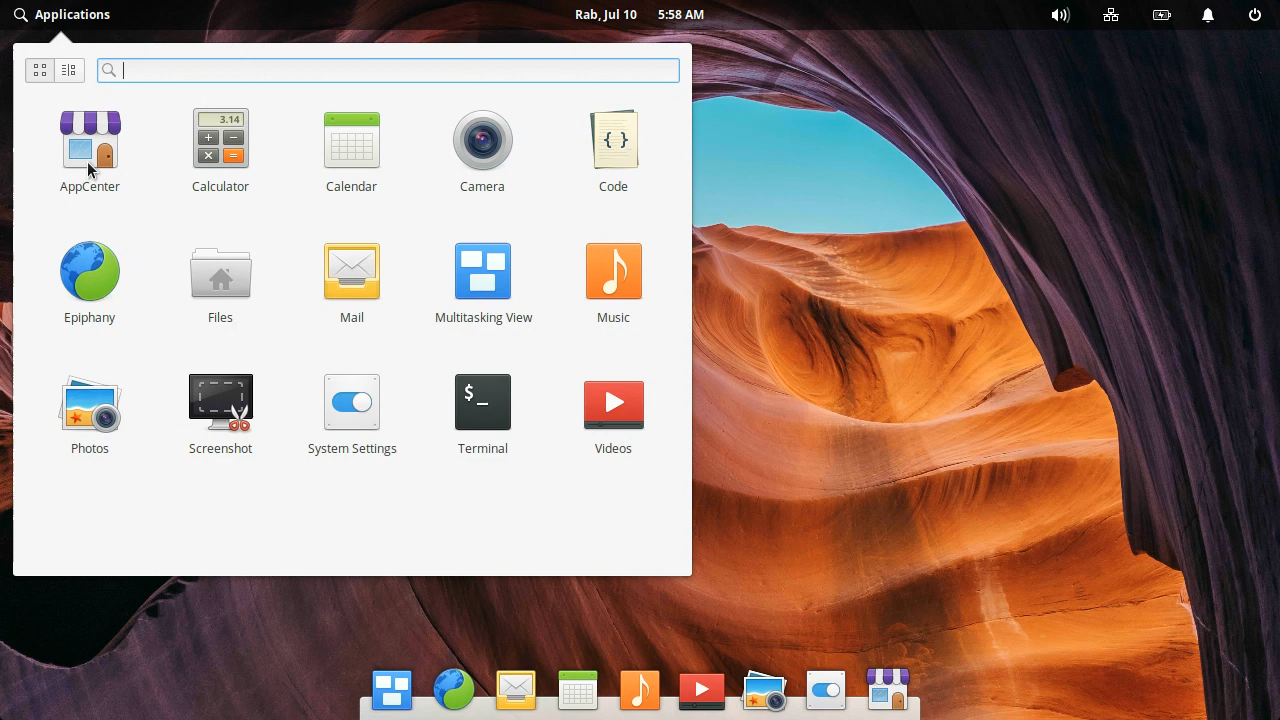 Applications
Rab, Jul 10 5:58 AM
3.14
AppCenter
Calculator
Calendar
Camera
Code
Epiphany
Files
Mail
Multitasking View
Music
$_
Photos
Screenshot
System Settings
Terminal
Videos